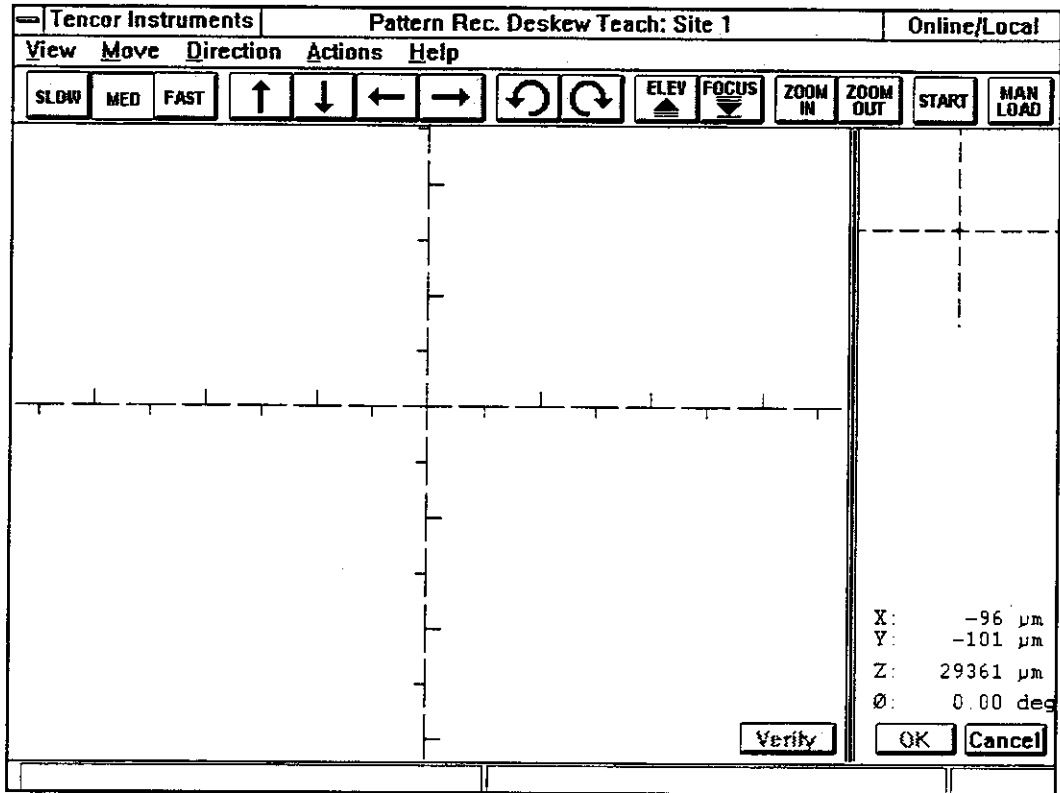 Tencor Instruments Pattern Rec. Deskew Teach: Site 1 Online/Local
View Move Direction Actions Help
SLOW MED FAST ELEV FOCUS ZOOM IN ZOOM OUT START MAN LOAD
X: -96 µm
Y: -101 µm
Z: 29361 µm
Ø: 0.00 deg
Verify OK Cancel